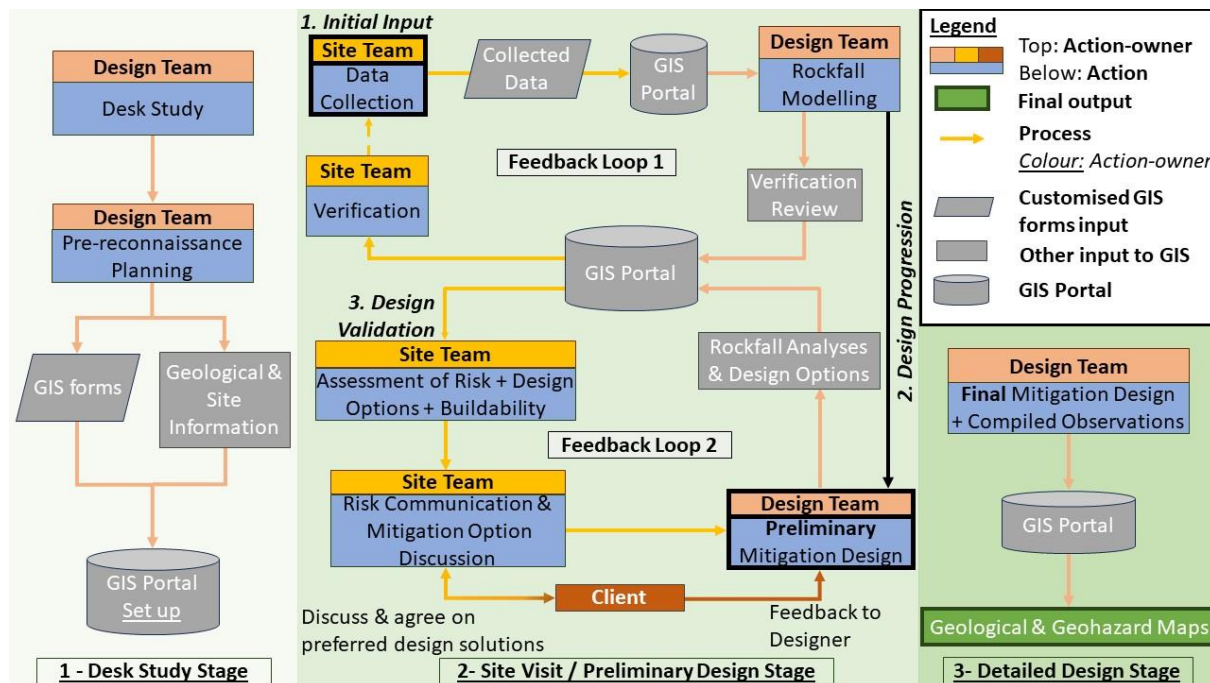 Design Team
Desk Study
Design Team
Pre-reconnaissance
Planning
GIS forms
Geological &
Site
Information
GIS Portal
Set up
1 - Desk Study Stage
1. Initial Input
Site Team
Data
Collection
Collected
Data
GIS
Portal
Design Team
Rockfall
Modelling
Feedback Loop 1
Site Team
Verification
Verification
Review
GIS Portal
2. Design Progression
3. Design
Validation
Site Team
Assessment of Risk + Design
Options + Buildability
Rockfall Analyses
& Design Options
Feedback Loop 2
Site Team
Risk Communication &
Mitigation Option
Discussion
Design Team
Preliminary
Mitigation Design
Client
Discuss & agree on
preferred design solutions
Feedback to
Designer
2- Site Visit / Preliminary Design Stage
Legend
Top: Action-owner
Below: Action
Final output
Process
Colour: Action-owner
Customised GIS
forms input
Other input to GIS
GIS Portal
Design Team
Final Mitigation Design
+ Compiled Observations
GIS Portal
Geological & Geohazard Maps
3- Detailed Design Stage